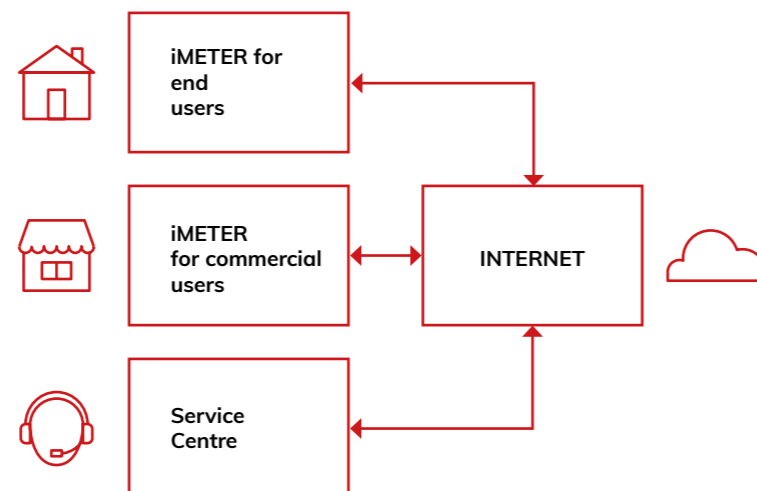 iMETER for
end
users
iMETER
for commercial
users
INTERNET
Service
Centre